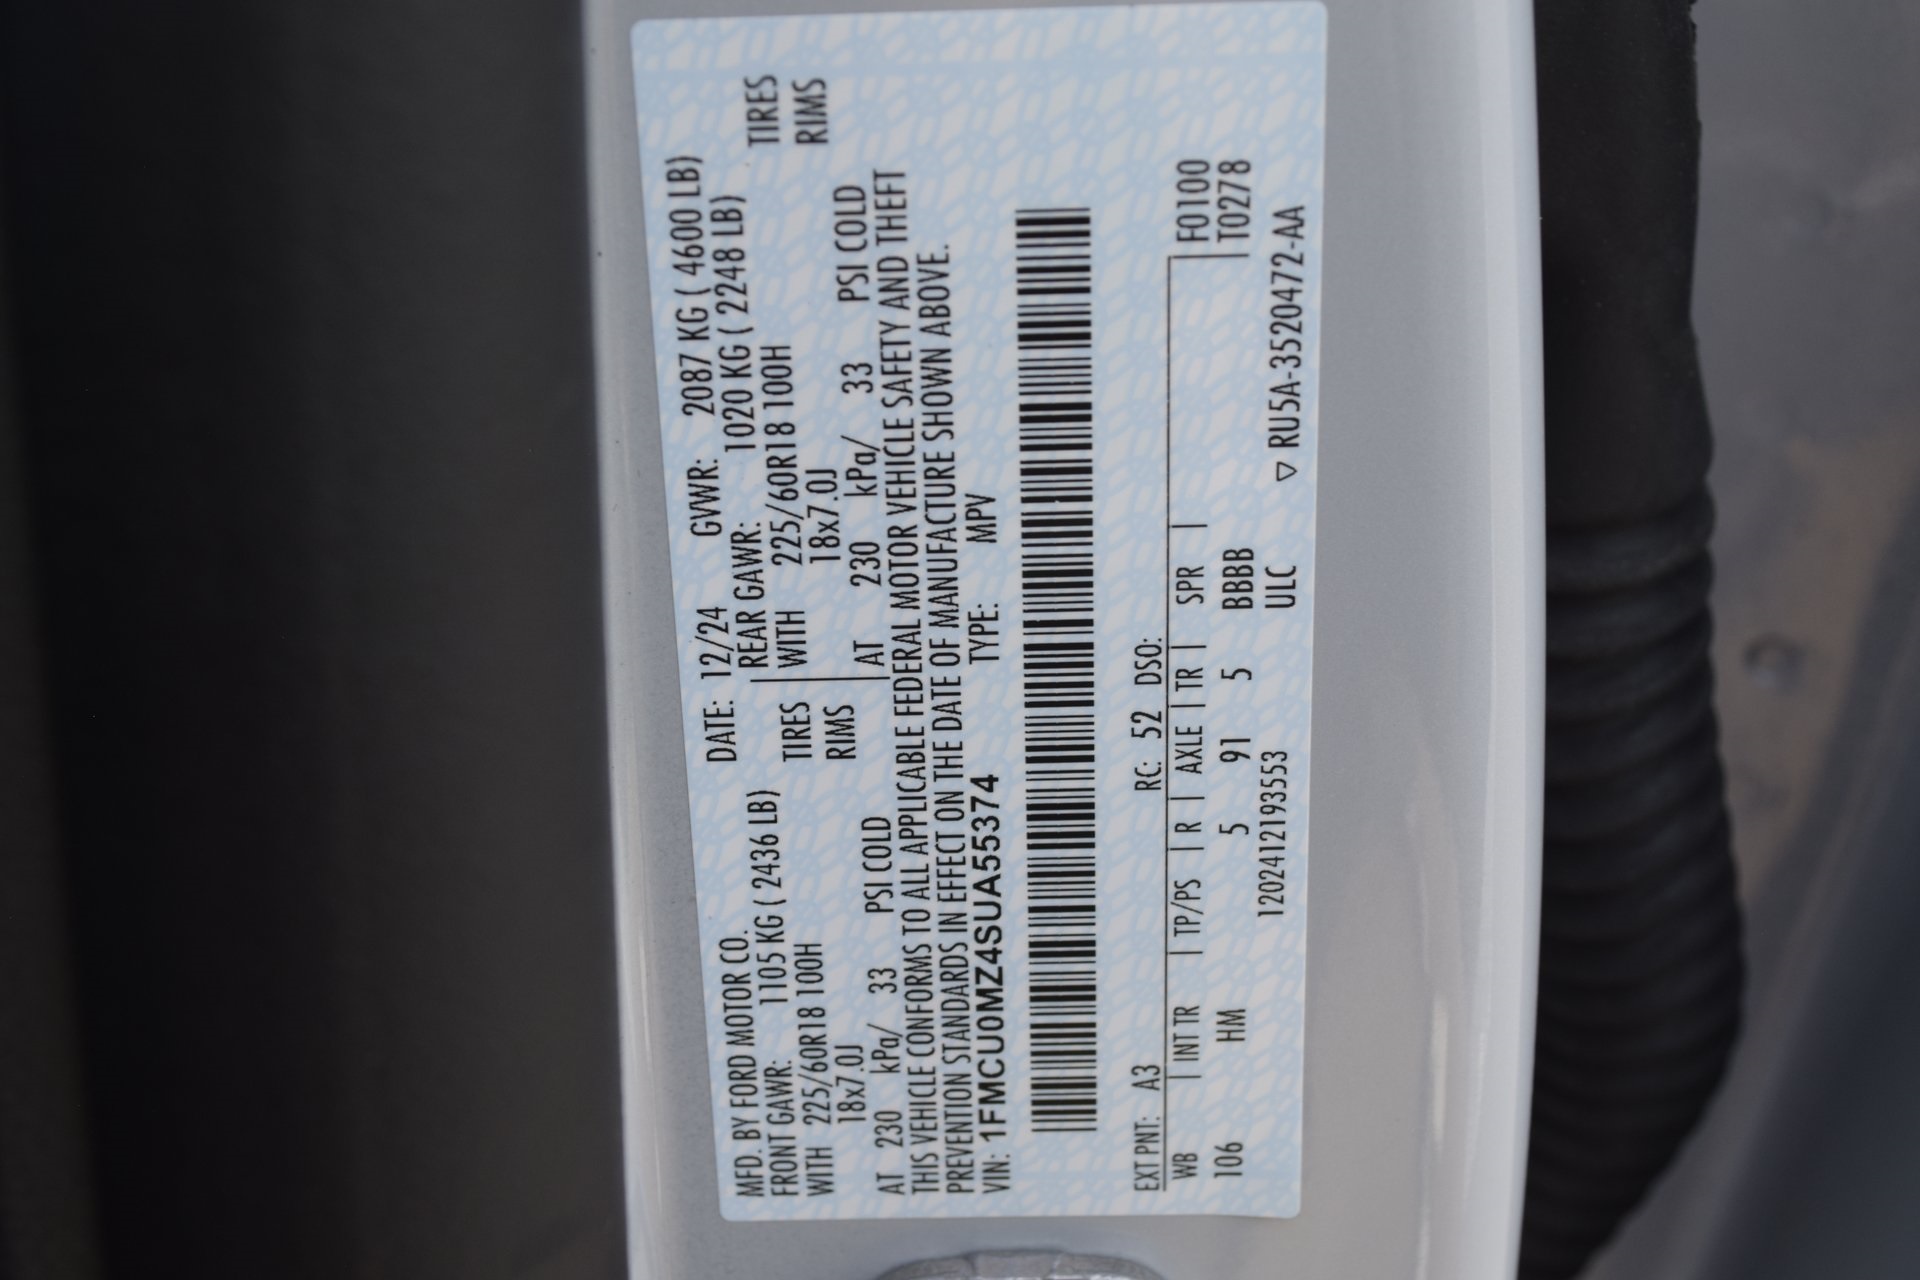 MFD. BY FORD MOTOR CO.
DATE: 12/24 GVWR: 2087 KG ( 4600 LB)
FRONT GAWR: 1105 KG ( 2436 LB) REAR GAWR: 1020 KG ( 2248 LB)
WITH 225/60R18 100H TIRES WITH 225/60R18 100H TIRES
18x7.0J RIMS 18x7.0J RIMS
AT 230 kPa/ 33 PSI COLD AT 230 kPa/ 33 PSI COLD
THIS VEHICLE CONFORMS TO ALL APPLICABLE FEDERAL MOTOR VEHICLE SAFETY AND THEFT
PREVENTION STANDARDS IN EFFECT ON THE DATE OF MANUFACTURE SHOWN ABOVE.
VIN: 1FMCU0MZ4SUA55374 TYPE: MPV
EXT PNT: A3 RC: 52 DSO:
WB | INT TR | TP/PS | R | AXLE | TR | SPR | F0100
106 HM 5 91 5 BBBB T0278
120241219 3553 ULC ▽ RU5A-3520472-AA